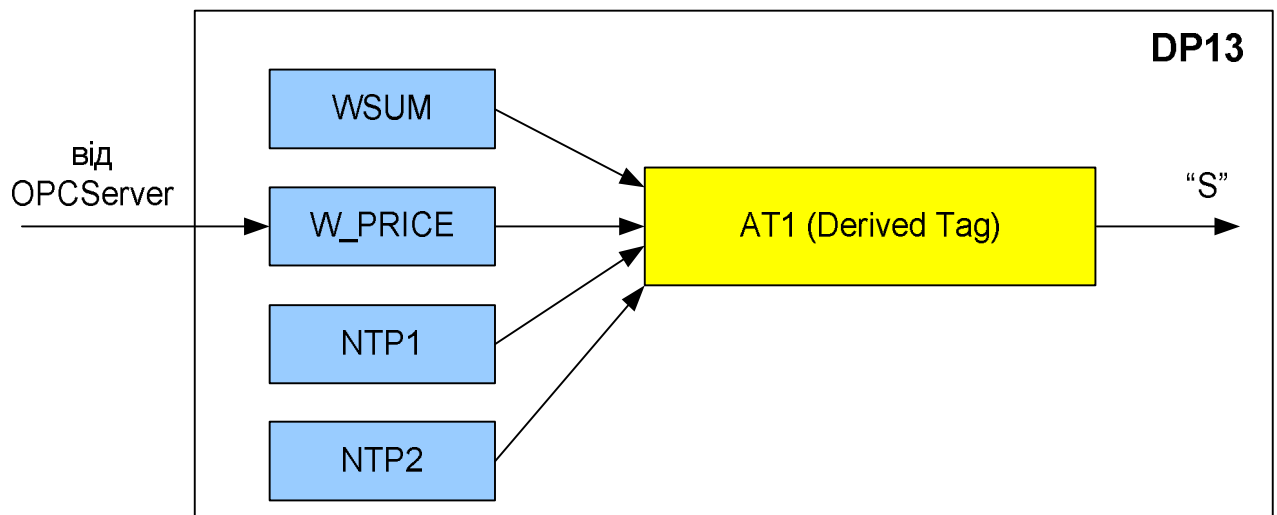 DP13
WSUM
від
OPCServer
W_PRICE
AT1 (Derived Tag)
“S”
NTP1
NTP2